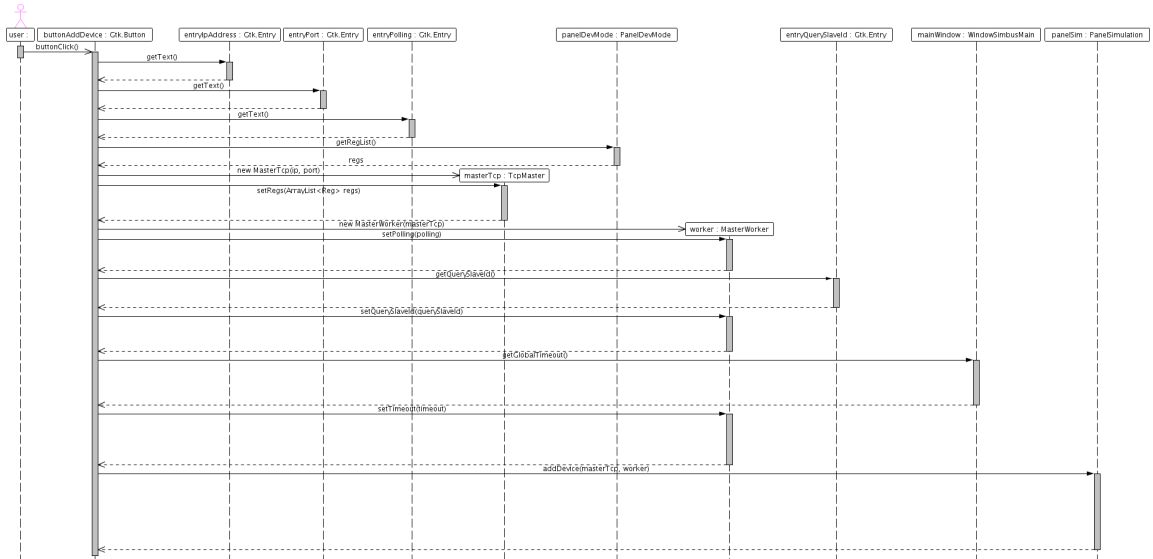 user :
buttonAddDevice : Gtk.Button
entryIpAddress : Gtk.Entry
entryPort : Gtk.Entry
entryPolling : Gtk.Entry
panelDevMode : PanelDevMode
entryQuerySlaveId : Gtk.Entry
mainWindow : WindowSimbusMain
panelSim : PanelSimulation
buttonClick()
getText()
getText()
getText()
getRegList()
regs
new MasterTcp(ip, port)
masterTcp : TcpMaster
setRegs(ArrayList<Reg> regs)
new MasterWorker(masterTcp)
worker : MasterWorker
setPolling(polling)
getQuerySlaveId()
setQuerySlaveId(querySlaveId)
getGlobalTimeout()
setTimeout(timeout)
addDevice(masterTcp, worker)